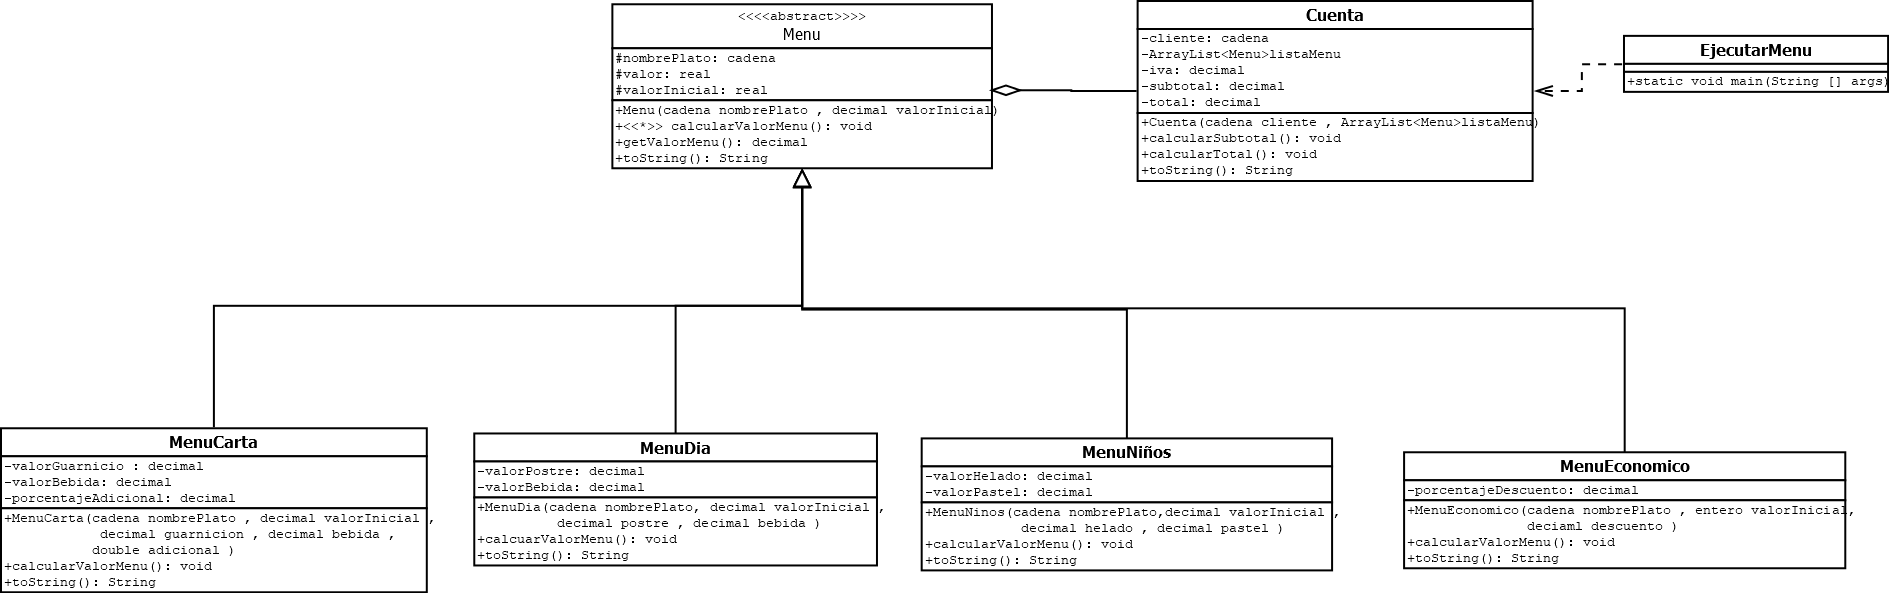 <<<<abstract>>>>
Menu
#nombrePlato: cadena
#valor: real
#valorInicial: real
+Menu(cadena nombrePlato , decimal valorInicial)
+<<*>> calcularValorMenu(): void
+getValorMenu(): decimal
+toString(): String
Cuenta
-cliente: cadena
-ArrayList<Menu>listaMenu
-iva: decimal
-subtotal: decimal
-total: decimal
+Cuenta(cadena cliente , ArrayList<Menu>listaMenu)
+calcularSubtotal(): void
+calcularTotal(): void
+toString(): String
EjecutarMenu
+static void main(String [] args)
MenuCarta
-valorGuarnicio : decimal
-valorBebida: decimal
-porcentajeAdicional: decimal
+MenuCarta(cadena nombrePlato , decimal valorInicial ,
decimal guarnicion , decimal bebida ,
double adicional )
+calcularValorMenu(): void
+toString(): String
MenuDia
-valorPostre: decimal
-valorBebida: decimal
+MenuDia(cadena nombrePlato, decimal valorInicial ,
decimal postre , decimal bebida )
+calcuarValorMenu(): void
+toString(): String
MenuNiños
-valorHelado: decimal
-valorPastel: decimal
+MenuNinos(cadena nombrePlato,decimal valorInicial ,
decimal helado , decimal pastel )
+calcularValorMenu(): void
+toString(): String
MenuEconomico
-porcentajeDescuento: decimal
+MenuEconomico(cadena nombrePlato , entero valorInicial,
deciaml descuento )
+calcularValorMenu(): void
+toString(): String